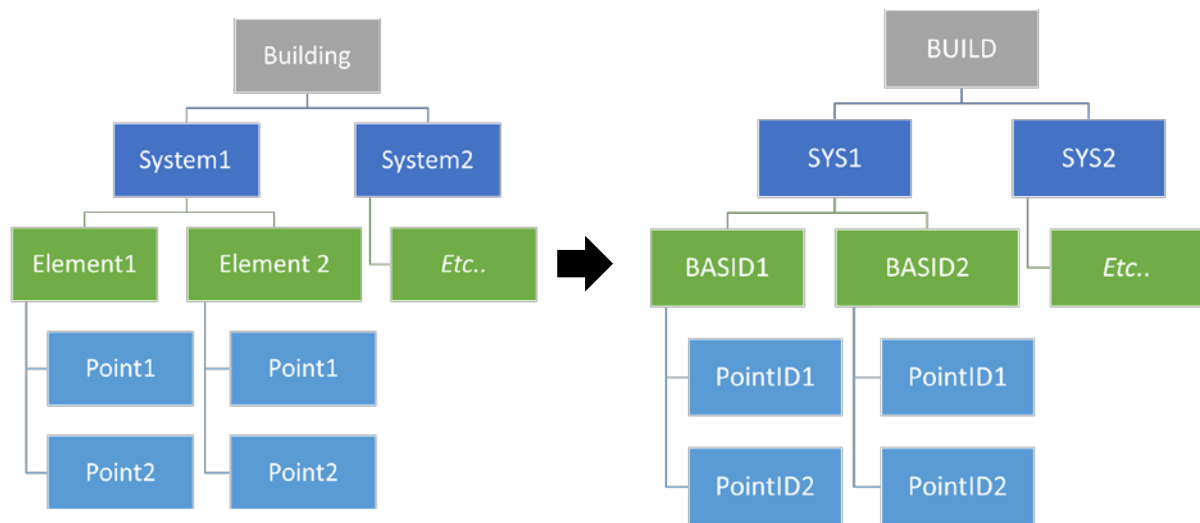 Building
System1
System2
Element1
Element 2
Etc..
Point1
Point1
Point2
Point2
BUILD
SYS1
SYS2
BASID1
BASID2
Etc..
PointID1
PointID1
PointID2
PointID2